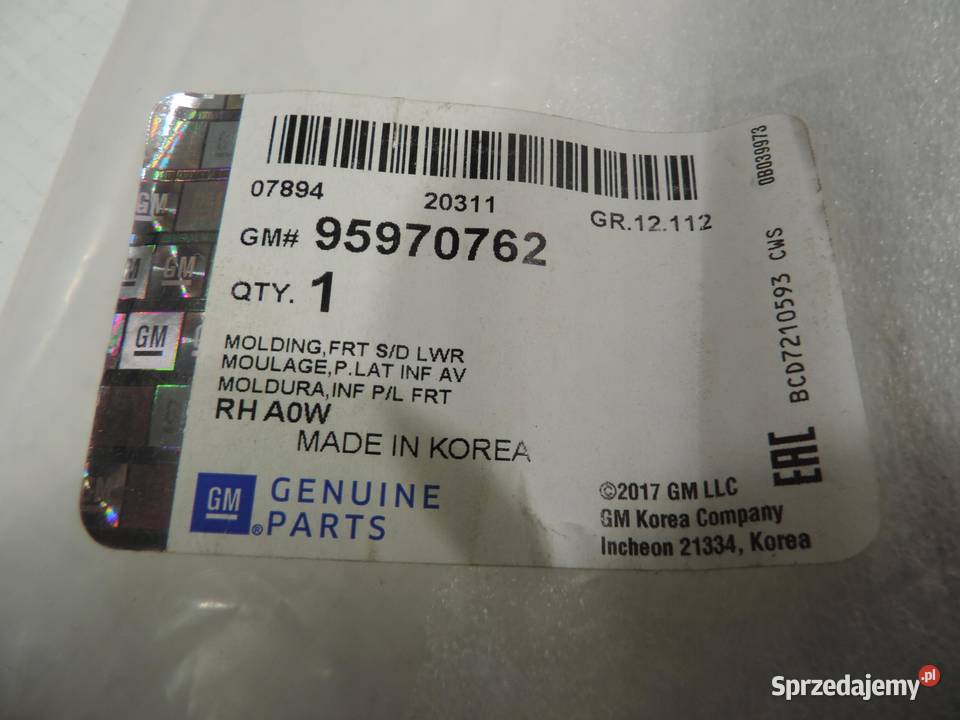 07894 20311 GR.12.112
GM# 95970762
QTY. 1
MOLDING,FRT S/D LWR
MOULAGE,P.LAT INF AV
MOLDURA,INF P/L FRT
RH A0W
MADE IN KOREA
GM GENUINE
® PARTS
©2017 GM LLC
GM Korea Company
Incheon 21334, Korea
EAC
BCD7210593 CWS 0B039973
GM
GM
GM
Sprzedajemy.pl